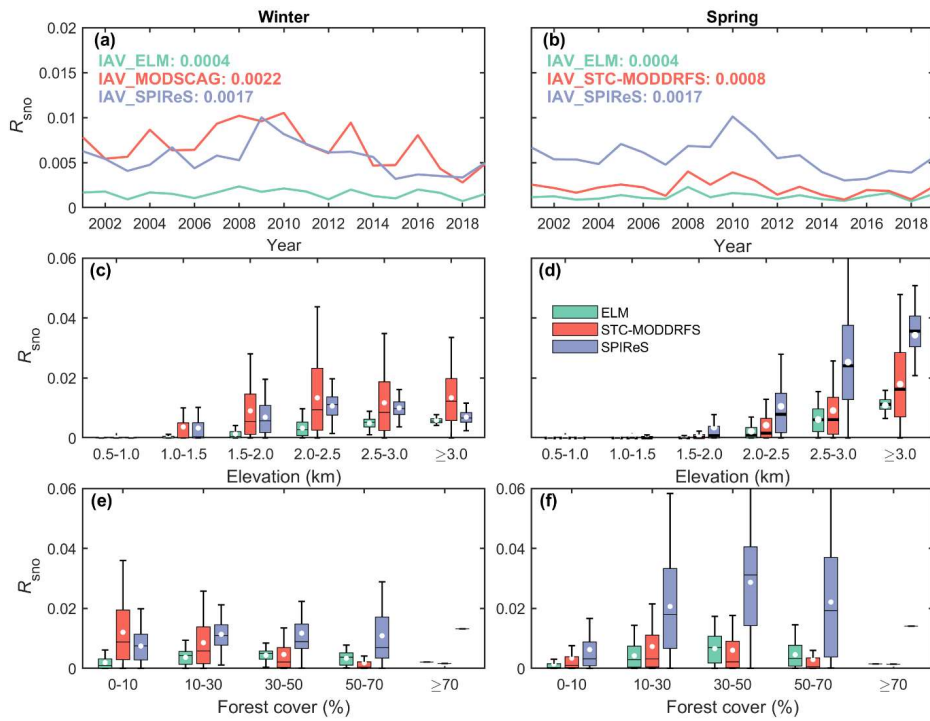 Winter
Spring
(a)
IAV_ELM: 0.0004
IAV_MODSCAG: 0.0022
IAV_SPIReS: 0.0017
0.02
0.015
0.01
0.005
0
Rsno
2002 2004 2006 2008 2010 2012 2014 2016 2018
Year
(b)
IAV_ELM: 0.0004
IAV_STC-MODDRFS: 0.0008
IAV_SPIReS: 0.0017
2002 2004 2006 2008 2010 2012 2014 2016 2018
Year
(c)
0.06
0.04
0.02
0
Rsno
0.5-1.0 1.0-1.5 1.5-2.0 2.0-2.5 2.5-3.0 ≥3.0
Elevation (km)
(d)
ELM
STC-MODDRFS
SPIReS
0.5-1.0 1.0-1.5 1.5-2.0 2.0-2.5 2.5-3.0 ≥3.0
Elevation (km)
(e)
0.06
0.04
0.02
0
Rsno
0-10 10-30 30-50 50-70 ≥70
Forest cover (%)
(f)
0-10 10-30 30-50 50-70 ≥70
Forest cover (%)